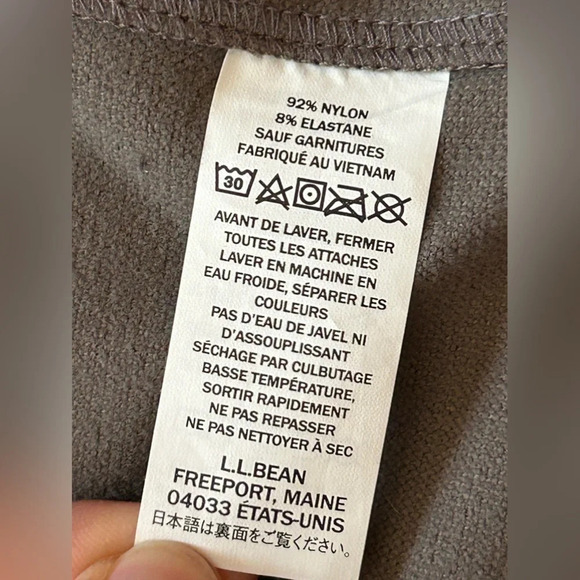 92% NYLON
8% ELASTANE
SAUF GARNITURES
FABRIQUÉ AU VIETNAM
30
AVANT DE LAVER, FERMER
TOUTES LES ATTACHES
LAVER EN MACHINE EN
EAU FROIDE, SÉPARER LES
COULEURS
PAS D'EAU DE JAVEL NI
D'ASSOUPLISSANT
SÉCHAGE PAR CULBUTAGE
BASSE TEMPÉRATURE,
SORTIR RAPIDEMENT
NE PAS REPASSER
NE PAS NETTOYER À SEC
L.L.BEAN
FREEPORT, MAINE
04033 ÉTATS-UNIS
日本語は裏面をご覧ください。